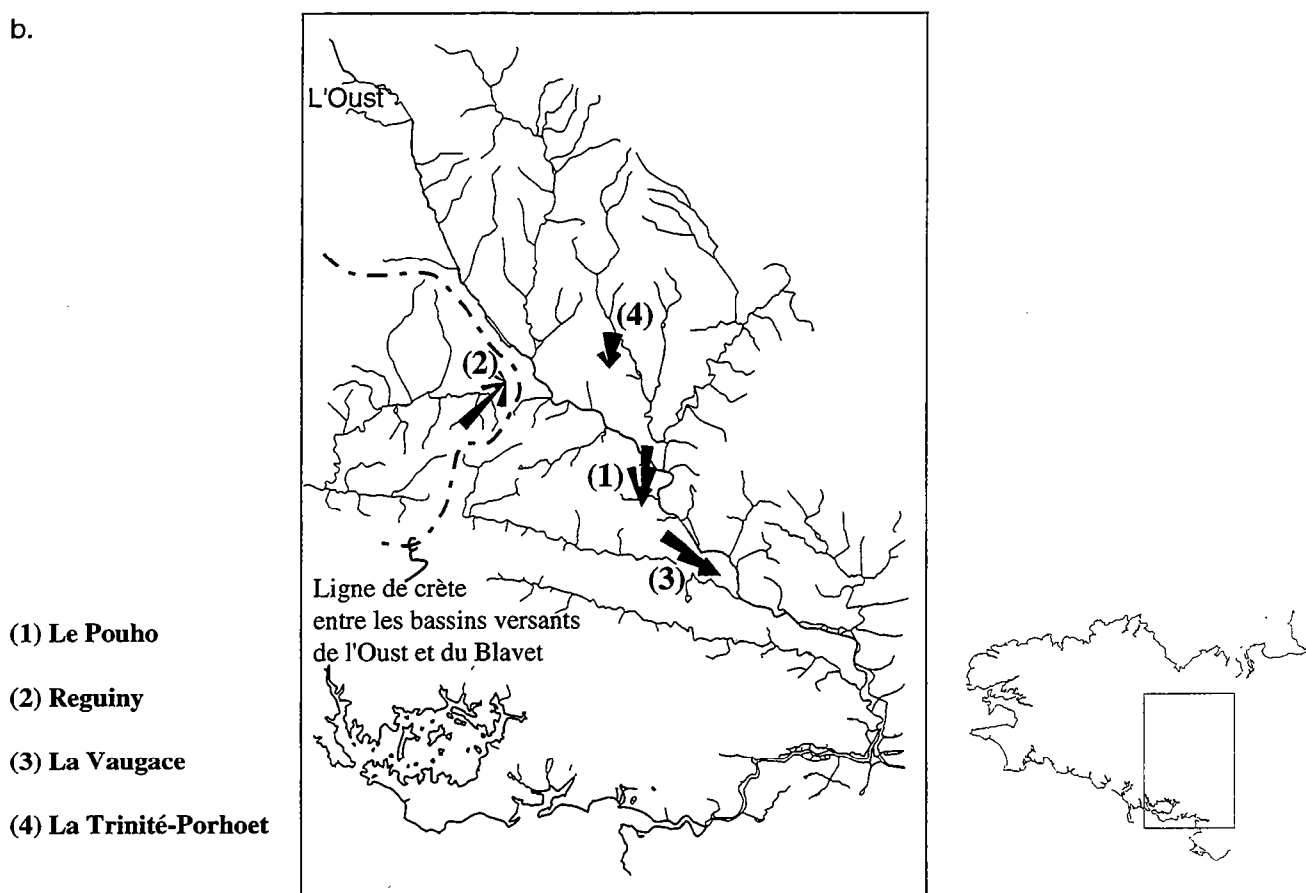 b.
L'Oust
(4)
(2)
(1)
(3)
Ligne de crète
entre les bassins versants
de l'Oust et du Blavet
(1) Le Pouho
(2) Reguiny
(3) La Vaugace
(4) La Trinité-Porhoet